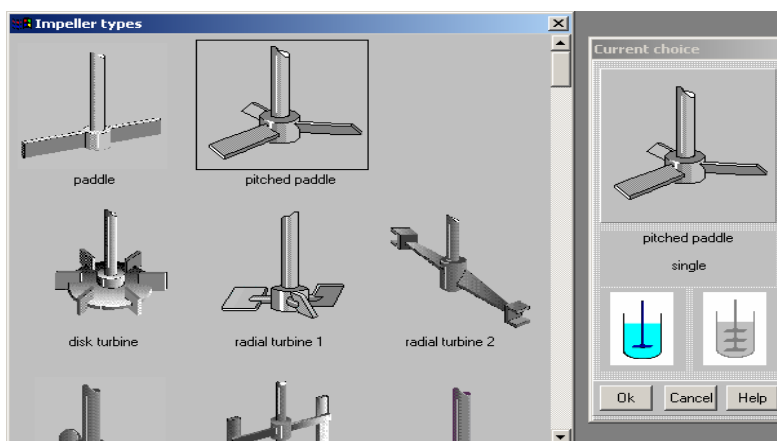 Impeller types
paddle
pitched paddle
disk turbine
radial turbine 1
radial turbine 2
Current choice
pitched paddle
single
Ok
Cancel
Help